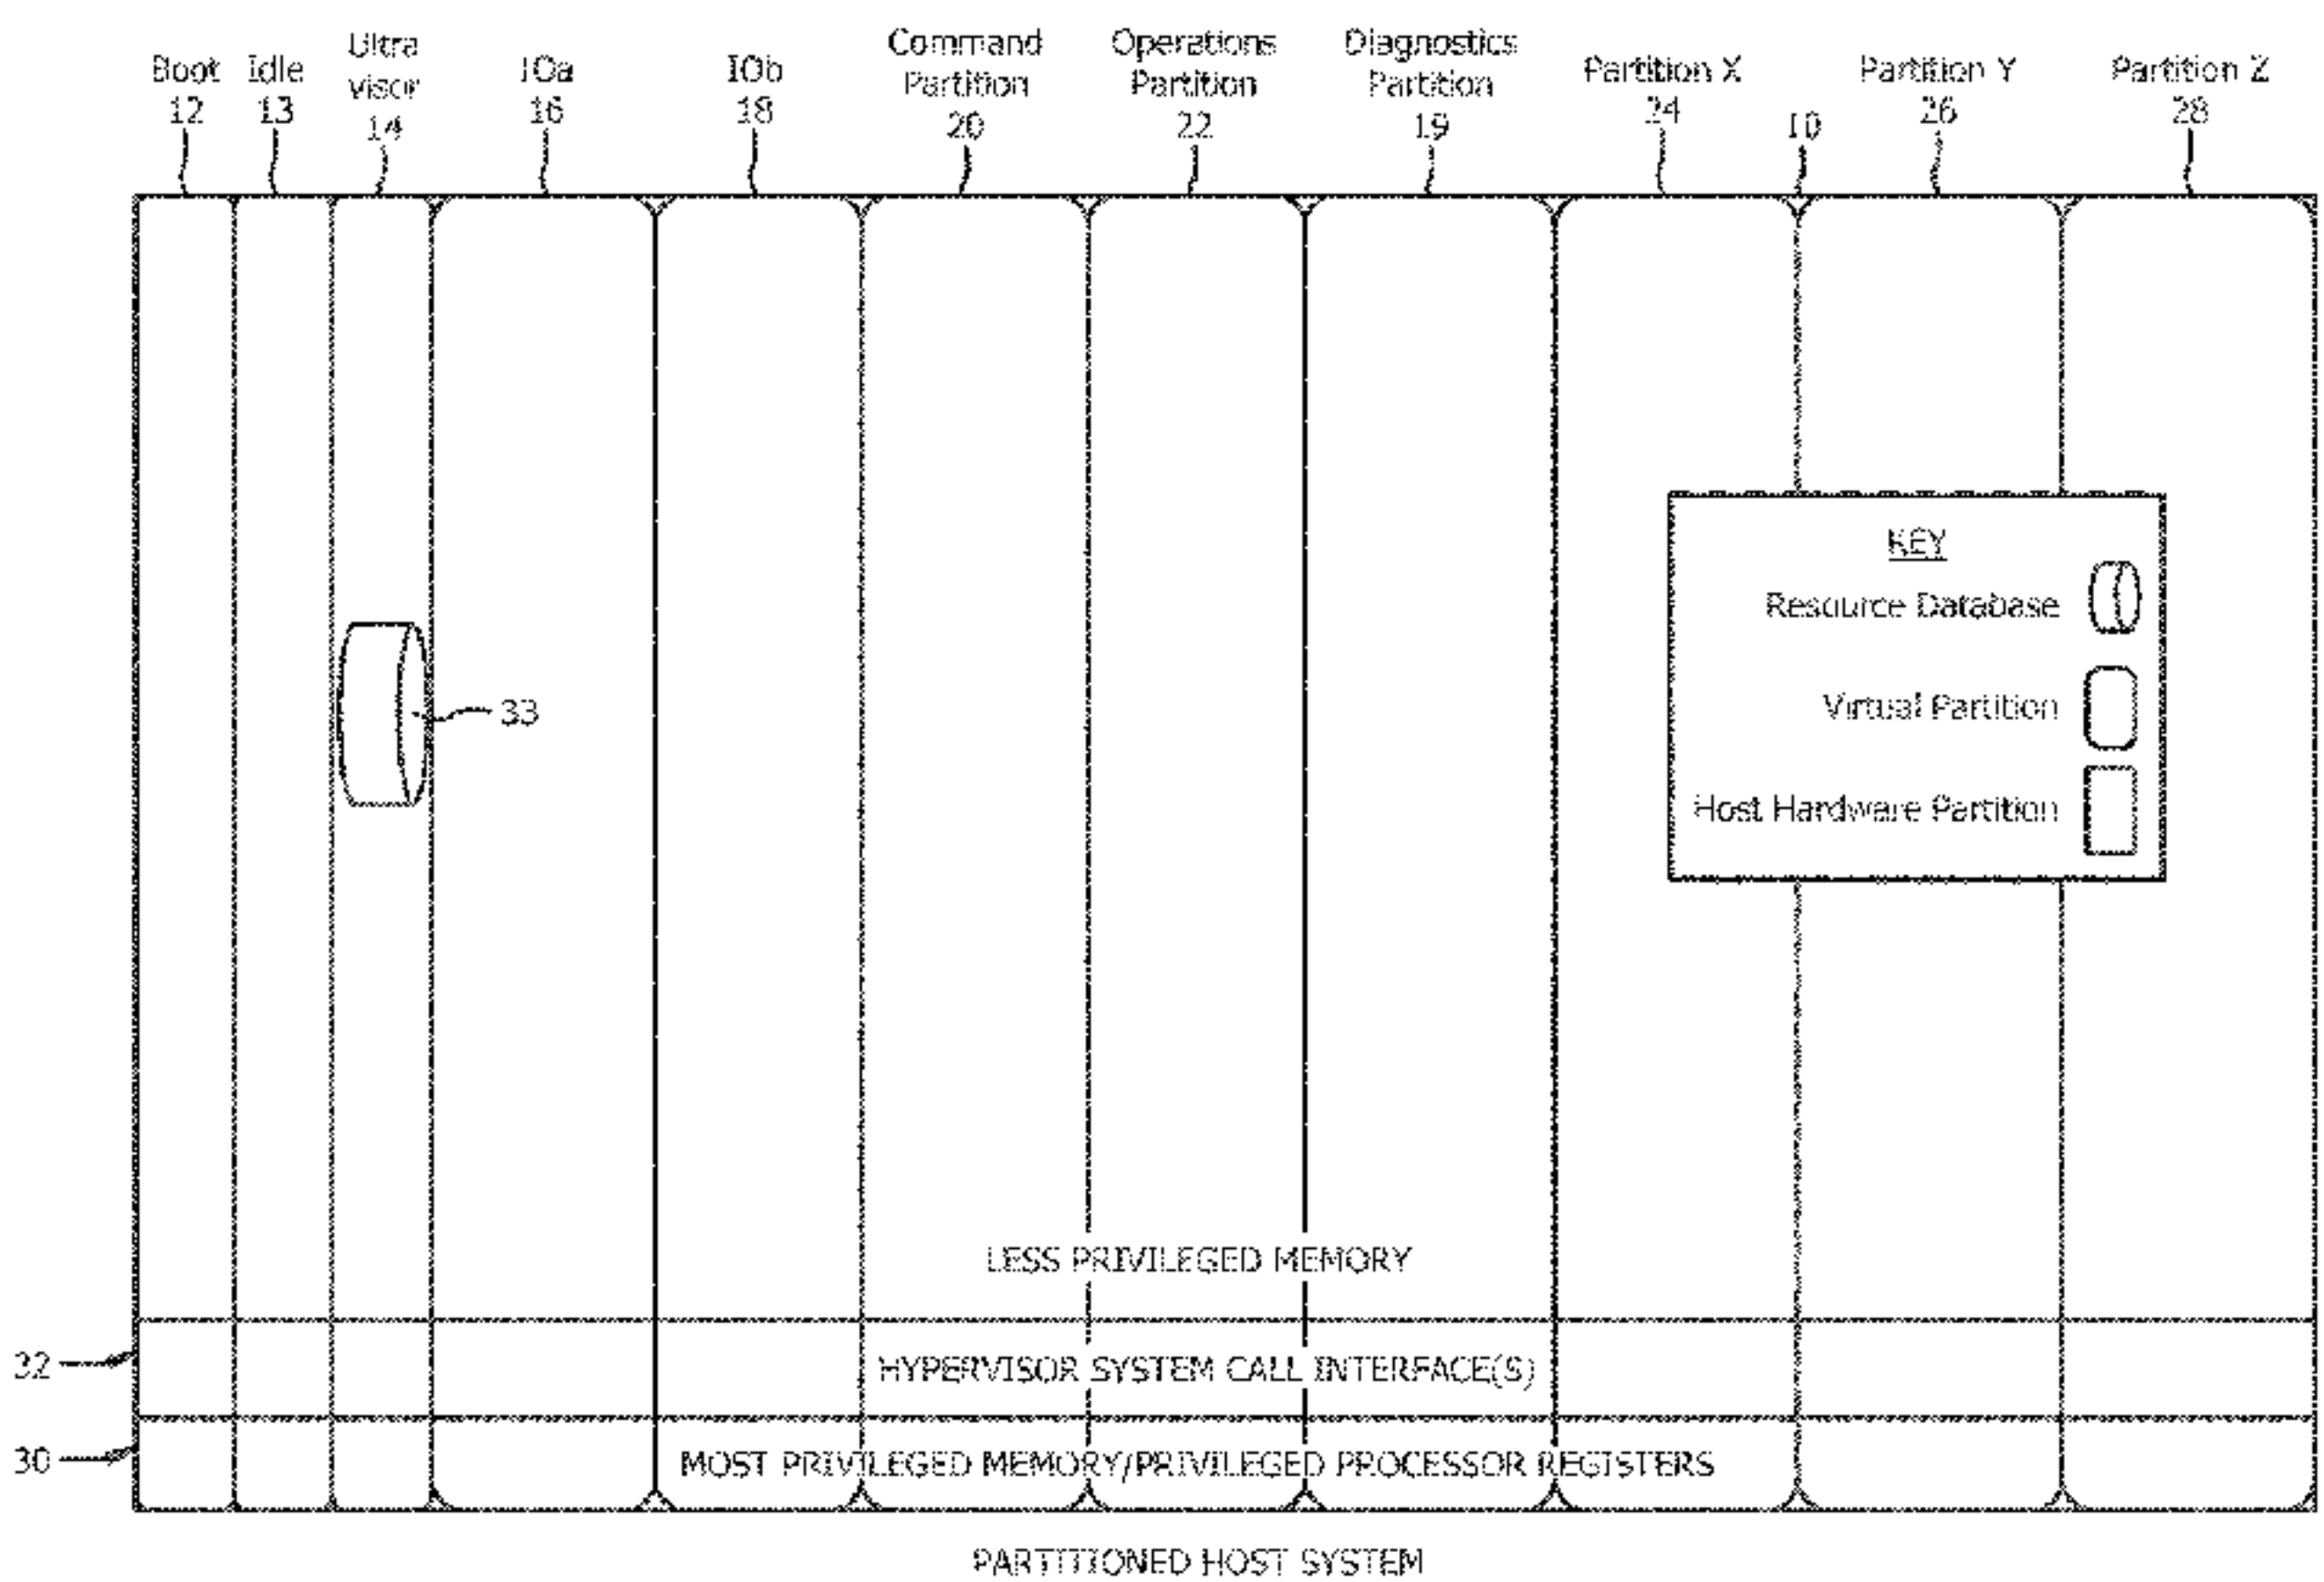 Boot
12
Idle
13
Ultra
visor
14
IOa
16
IOb
18
Command
Partition
20
Operations
Partition
22
Diagnostics
Partition
19
Partition X
24
10
Partition Y
26
Partition Z
28
KEY
Resource Database
Virtual Partition
Host Hardware Partition
33
LESS PRIVILEGED MEMORY
32
HYPERVISOR SYSTEM CALL INTERFACE(S)
30
MOST PRIVILEGED MEMORY/PRIVILEGED PROCESSOR REGISTERS
PARTITIONED HOST SYSTEM